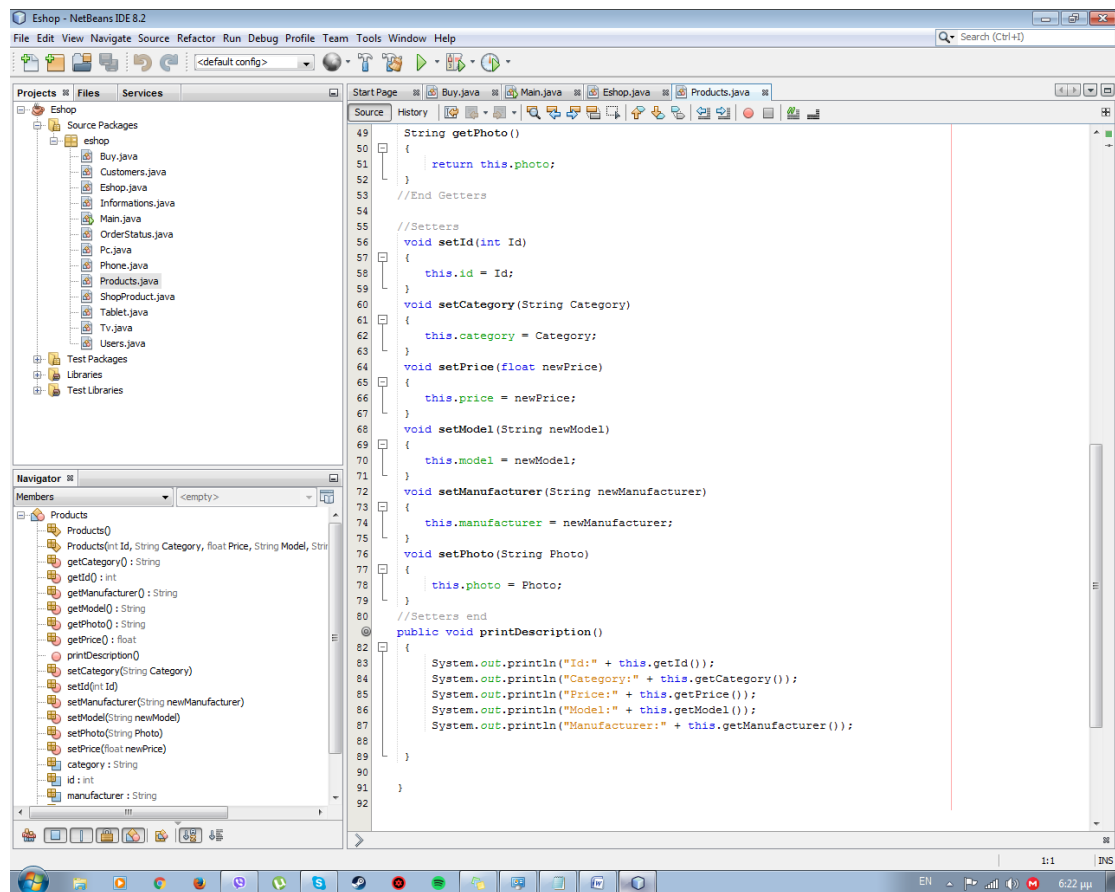 Eshop - NetBeans IDE 8.2
File Edit View Navigate Source Refactor Run Debug Profile Team Tools Window Help
Search (Ctrl+I)
<default config>
Projects Files Services
Eshop
Source Packages
eshop
Buy.java
Customers.java
Eshop.java
Informations.java
Main.java
OrderStatus.java
Pc.java
Phone.java
Products.java
ShopProduct.java
Tablet.java
Tv.java
Users.java
Test Packages
Libraries
Test Libraries
Navigator
Members <empty>
Products
Products()
Products(int Id, String Category, float Price, String Model, Strin
getCategory() : String
getId() : int
getManufacturer() : String
getModel() : String
getPhoto() : String
getPrice() : float
printDescription()
setCategory(String Category)
setId(int Id)
setManufacturer(String newManufacturer)
setModel(String newModel)
setPhoto(String Photo)
setPrice(float newPrice)
category : String
id : int
manufacturer : String
Start Page Buy.java Main.java Eshop.java Products.java
Source History
49 String getPhoto()
50 {
51 return this.photo;
52 }
53 //End Getters
54
55 //Setters
56 void setId(int Id)
57 {
58 this.id = Id;
59 }
60 void setCategory(String Category)
61 {
62 this.category = Category;
63 }
64 void setPrice(float newPrice)
65 {
66 this.price = newPrice;
67 }
68 void setModel(String newModel)
69 {
70 this.model = newModel;
71 }
72 void setManufacturer(String newManufacturer)
73 {
74 this.manufacturer = newManufacturer;
75 }
76 void setPhoto(String Photo)
77 {
78 this.photo = Photo;
79 }
80 //Setters end
public void printDescription()
82 {
83 System.out.println("Id:" + this.getId());
84 System.out.println("Category:" + this.getCategory());
85 System.out.println("Price:" + this.getPrice());
86 System.out.println("Model:" + this.getModel());
87 System.out.println("Manufacturer:" + this.getManufacturer());
88
89 }
90
91 }
92
1:1 INS
EN 6:22 μμ